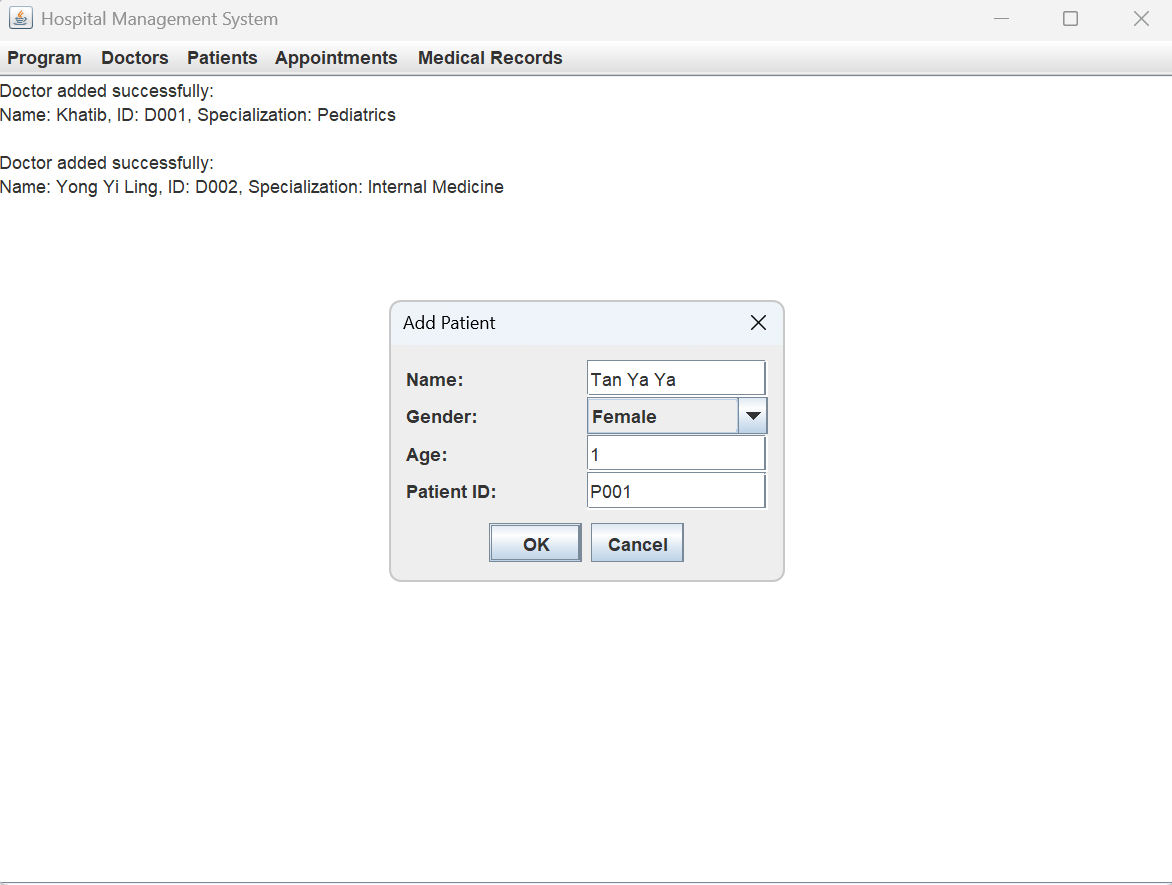 Hospital Management System
Program Doctors Patients Appointments Medical Records
Doctor added successfully:
Name: Khatib, ID: D001, Specialization: Pediatrics
Doctor added successfully:
Name: Yong Yi Ling, ID: D002, Specialization: Internal Medicine
Add Patient
Name: Tan Ya Ya
Gender: Female
Age: 1
Patient ID: P001
OK Cancel